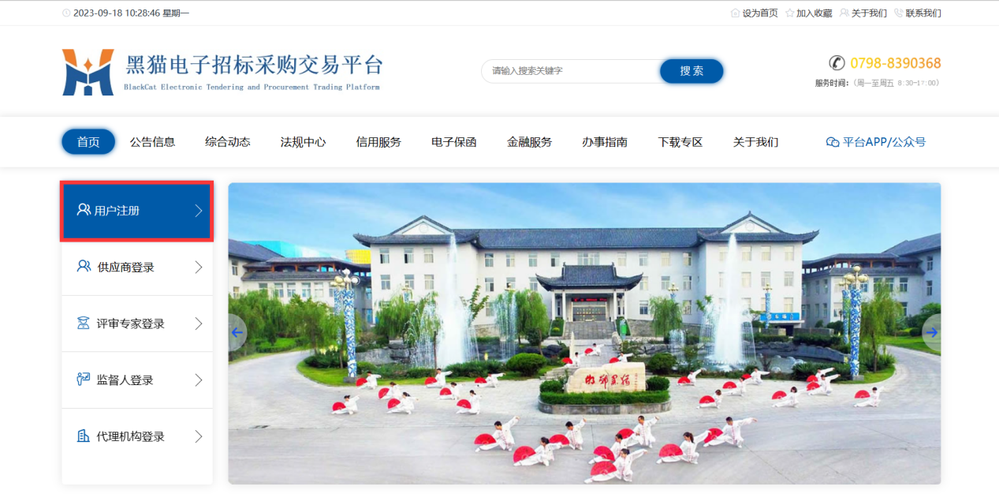 2023-09-18 10:28:46 星期一
设为首页 加入收藏 关于我们 联系我们
黑猫电子招标采购交易平台
BlackCat Electronic Tendering and Procurement Trading Platform
请输入搜索关键字
搜 索
0798-8390368
服务时间:(周一至周五 8:30-17:00)
首页 公告信息 综合动态 法规中心 信用服务 电子保函 金融服务 办事指南 下载专区 关于我们 平台APP/公众号
用户注册
供应商登录
评审专家登录
监督人登录
代理机构登录